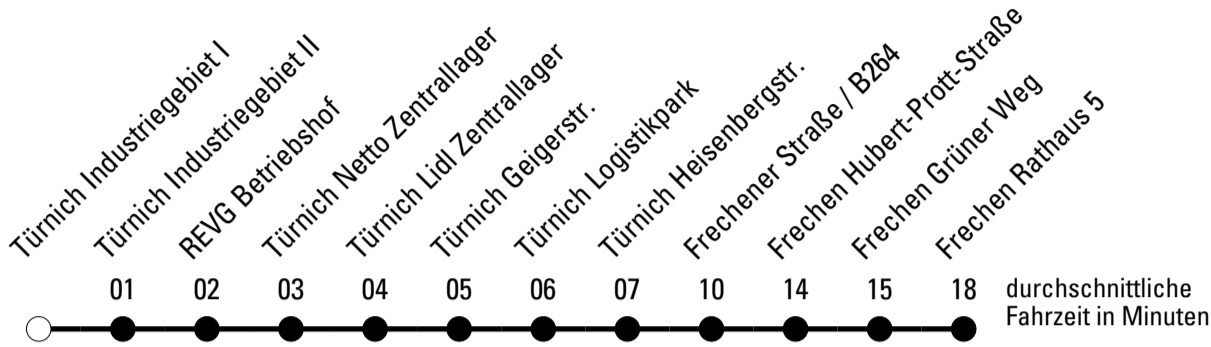 Türnich Industriegebiet I
Türnich Industriegebiet II
REVG Betriebshof
Türnich Netto Zentrallager
Türnich Lidl Zentrallager
Türnich Geigerstr.
Türnich Logistikpark
Türnich Heisenbergstr.
Frechener Straße / B264
Frechen Hubert-Prott-Straße
Frechen Grüner Weg
Frechen Rathaus 5
01 02 03 04 05 06 07 10 14 15 18
durchschnittliche
Fahrzeit in Minuten